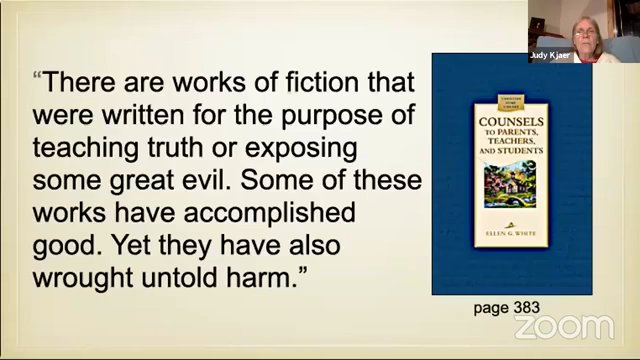 Judy Kjaer
“There are works of fiction that
were written for the purpose of
teaching truth or exposing
some great evil. Some of these
works have accomplished
good. Yet they have also
wrought untold harm.”
COUNSELS
TO PARENTS,
TEACHERS,
AND STUDENTS
ELLEN G. WHITE
page 383
zoom